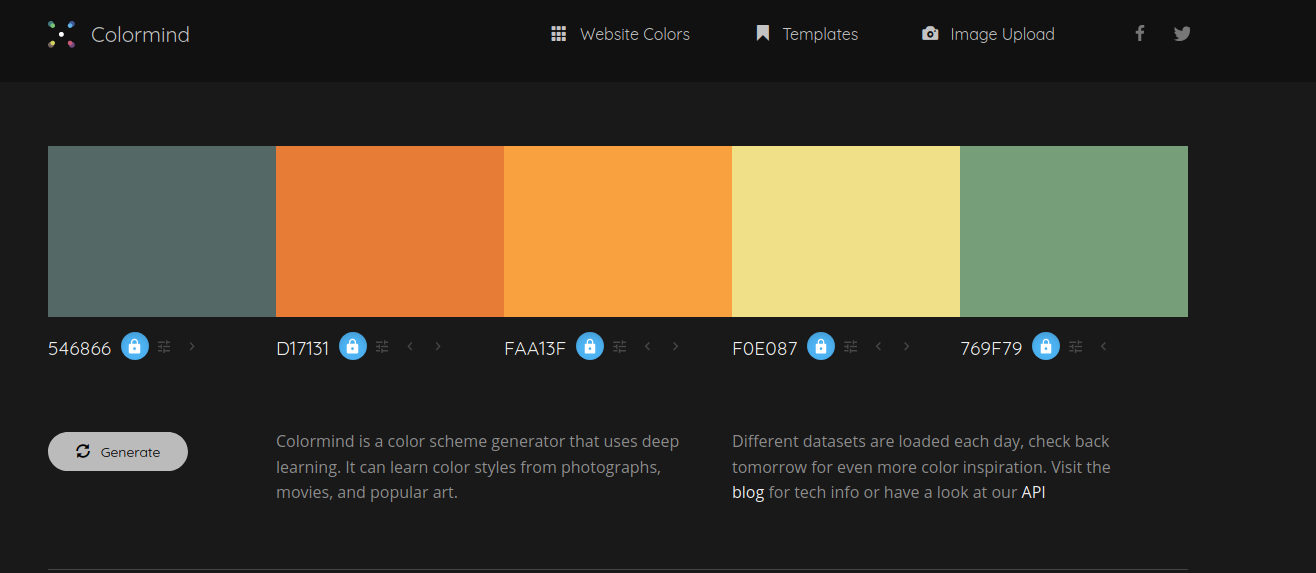 Colormind
Website Colors
Templates
Image Upload
546866
D17131
FAA13F
F0E087
769F79
Generate
Colormind is a color scheme generator that uses deep
learning. It can learn color styles from photographs,
movies, and popular art.
Different datasets are loaded each day, check back
tomorrow for even more color inspiration. Visit the
blog for tech info or have a look at our API